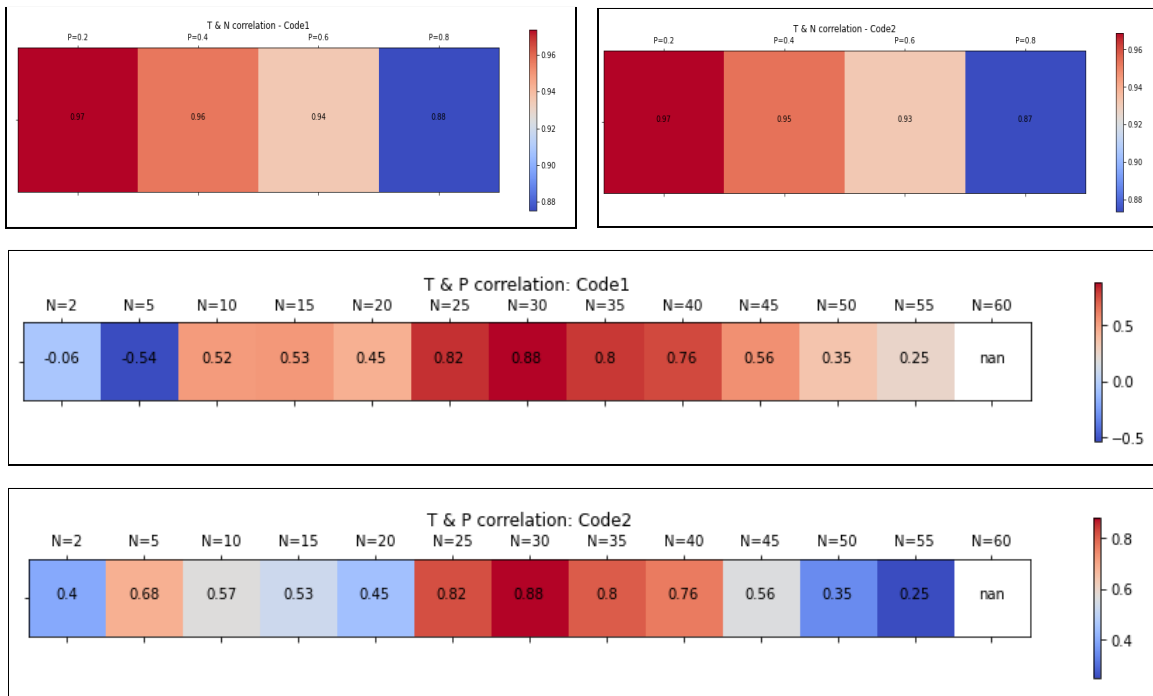 T & N correlation - Code1
P=0.2 P=0.4 P=0.6 P=0.8
0.97 0.96 0.94 0.88
0.96
0.94
0.92
0.90
0.88
T & N correlation - Code2
P=0.2 P=0.4 P=0.6 P=0.8
0.97 0.95 0.93 0.87
0.96
0.94
0.92
0.90
0.88
T & P correlation: Code1
N=2 N=5 N=10 N=15 N=20 N=25 N=30 N=35 N=40 N=45 N=50 N=55 N=60
-0.06 -0.54 0.52 0.53 0.45 0.82 0.88 0.8 0.76 0.56 0.35 0.25 nan
0.5
0.0
−0.5
T & P correlation: Code2
N=2 N=5 N=10 N=15 N=20 N=25 N=30 N=35 N=40 N=45 N=50 N=55 N=60
0.4 0.68 0.57 0.53 0.45 0.82 0.88 0.8 0.76 0.56 0.35 0.25 nan
0.8
0.6
0.4